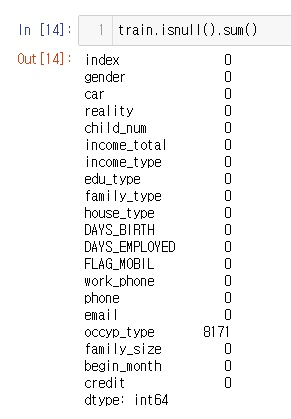 In [14]: 1 train.isnull().sum()
Out[14]: index 0
gender 0
car 0
reality 0
child_num 0
income_total 0
income_type 0
edu_type 0
family_type 0
house_type 0
DAYS_BIRTH 0
DAYS_EMPLOYED 0
FLAG_MOBIL 0
work_phone 0
phone 0
email 0
occyp_type 8171
family_size 0
begin_month 0
credit 0
dtype: int64